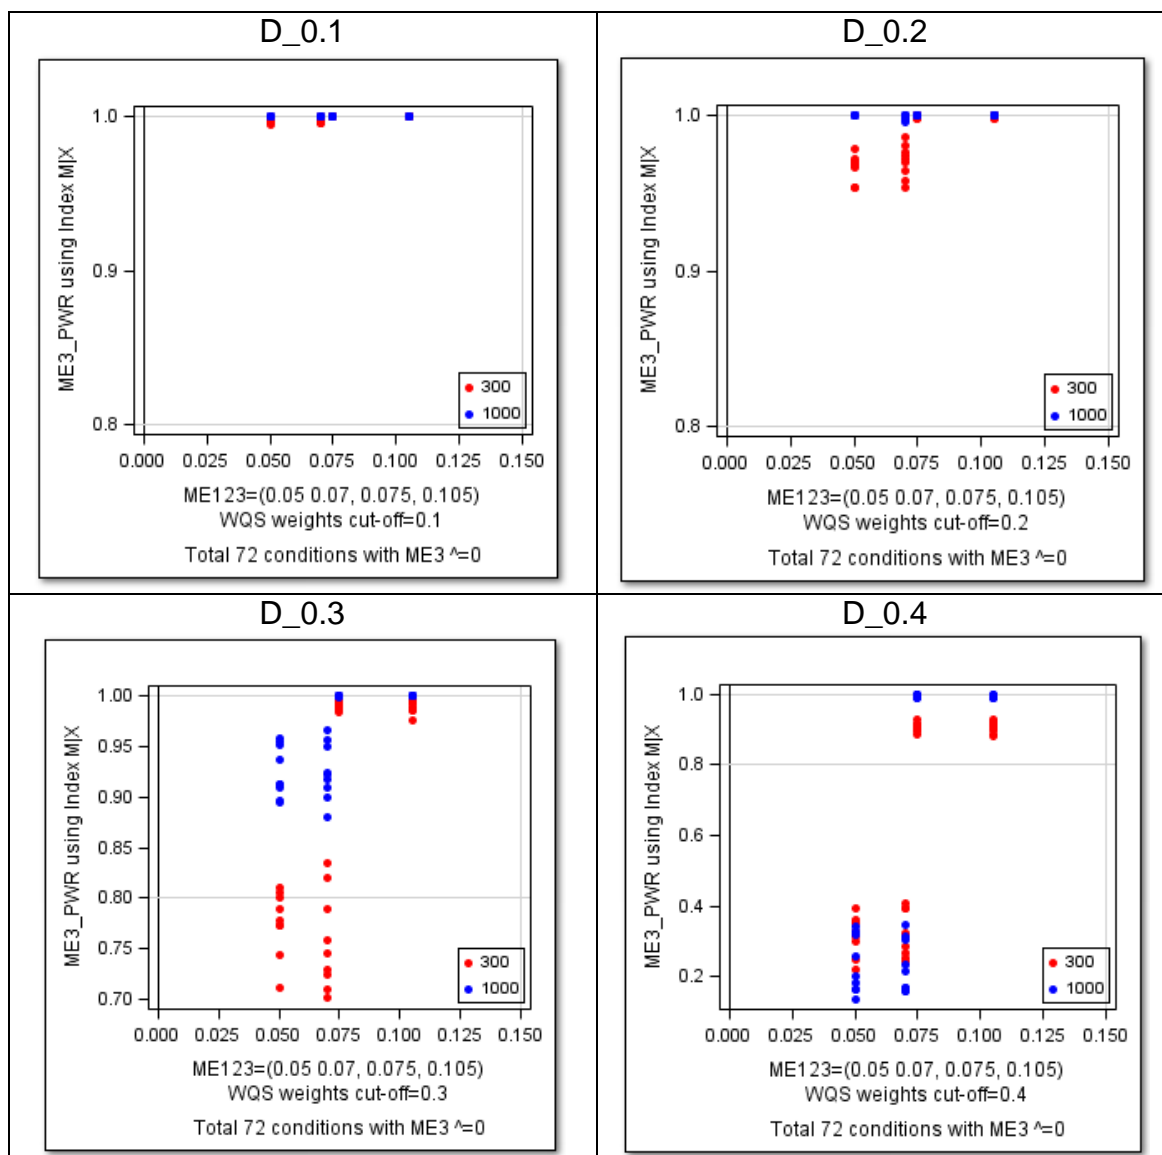 D_0.1
ME3_PWR using Index M|X
1.0
0.9
0.8
300
1000
0.000 0.025 0.050 0.075 0.100 0.125 0.150
ME123=(0.05 0.07, 0.075, 0.105)
WQS weights cut-off=0.1
Total 72 conditions with ME3 ^=0
D_0.2
ME3_PWR using Index M|X
1.0
0.9
0.8
300
1000
0.000 0.025 0.050 0.075 0.100 0.125 0.150
ME123=(0.05 0.07, 0.075, 0.105)
WQS weights cut-off=0.2
Total 72 conditions with ME3 ^=0
D_0.3
ME3_PWR using Index M|X
1.00
0.95
0.90
0.85
0.80
0.75
0.70
300
1000
0.000 0.025 0.050 0.075 0.100 0.125 0.150
ME123=(0.05 0.07, 0.075, 0.105)
WQS weights cut-off=0.3
Total 72 conditions with ME3 ^=0
D_0.4
ME3_PWR using Index M|X
1.0
0.8
0.6
0.4
0.2
300
1000
0.000 0.025 0.050 0.075 0.100 0.125 0.150
ME123=(0.05 0.07, 0.075, 0.105)
WQS weights cut-off=0.4
Total 72 conditions with ME3 ^=0